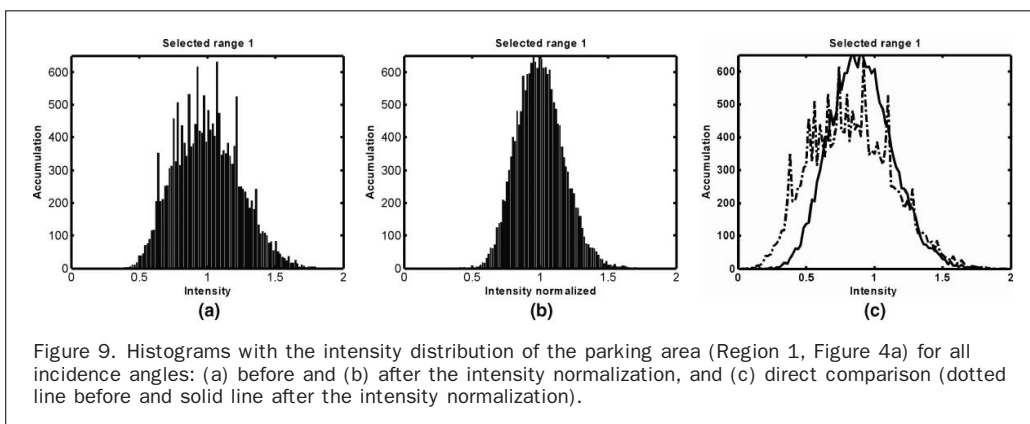 Selected range 1
600
500
400
300
200
100
0
Accumulation
0 0.5 1 1.5 2
Intensity
(a)
Selected range 1
600
500
400
300
200
100
0
Accumulation
0 0.5 1 1.5 2
Intensity normalized
(b)
Selected range 1
600
500
400
300
200
100
0
Accumulation
0 0.5 1 1.5 2
Intensity
(c)
Figure 9. Histograms with the intensity distribution of the parking area (Region 1, Figure 4a) for all
incidence angles: (a) before and (b) after the intensity normalization, and (c) direct comparison (dotted
line before and solid line after the intensity normalization).